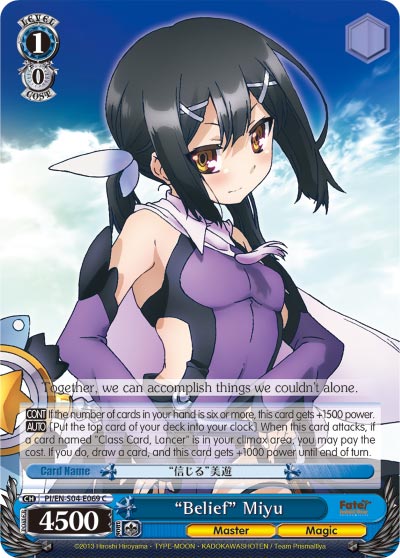 LEVEL
1
0
COST
Together, we can accomplish things we couldn't alone.
CONT If the number of cards in your hand is six or more, this card gets +1500 power.
AUTO [Put the top card of your deck into your clock] When this card attacks, if
a card named "Class Card, Lancer" is in your climax area, you may pay the
cost. If you do, draw a card, and this card gets +1000 power until end of turn.
Card Name
“信じる”美遊
CH
PI/EN-S04-E069 C
4500
“Belief” Miyu
Fate
Master
Magic
©2013 Hiroshi Hiroyama・TYPE-MOON・KADOKAWASHOTEN / Team PrismaIllya